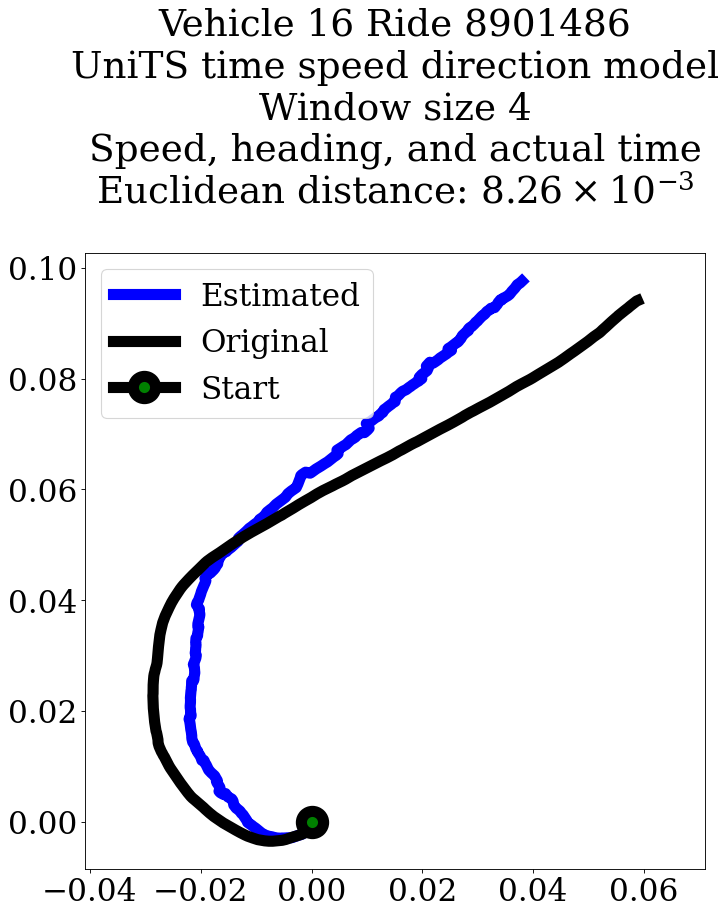 Vehicle 16 Ride 8901486
UniTS time speed direction model
Window size 4
Speed, heading, and actual time
Euclidean distance: 8.26 × 10⁻³
Estimated
Original
Start
0.10
0.08
0.06
0.04
0.02
0.00
−0.04 −0.02 0.00 0.02 0.04 0.06